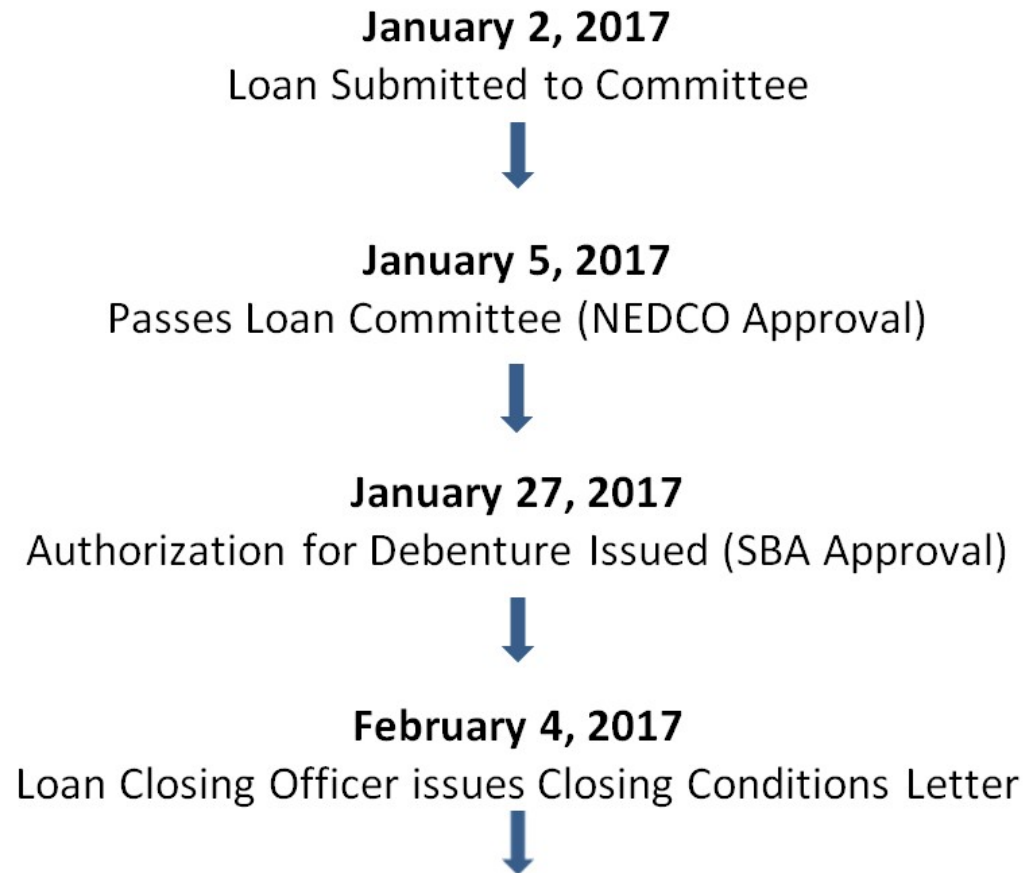 January 2, 2017
Loan Submitted to Committee
January 5, 2017
Passes Loan Committee (NEDCO Approval)
January 27, 2017
Authorization for Debenture Issued (SBA Approval)
February 4, 2017
Loan Closing Officer issues Closing Conditions Letter